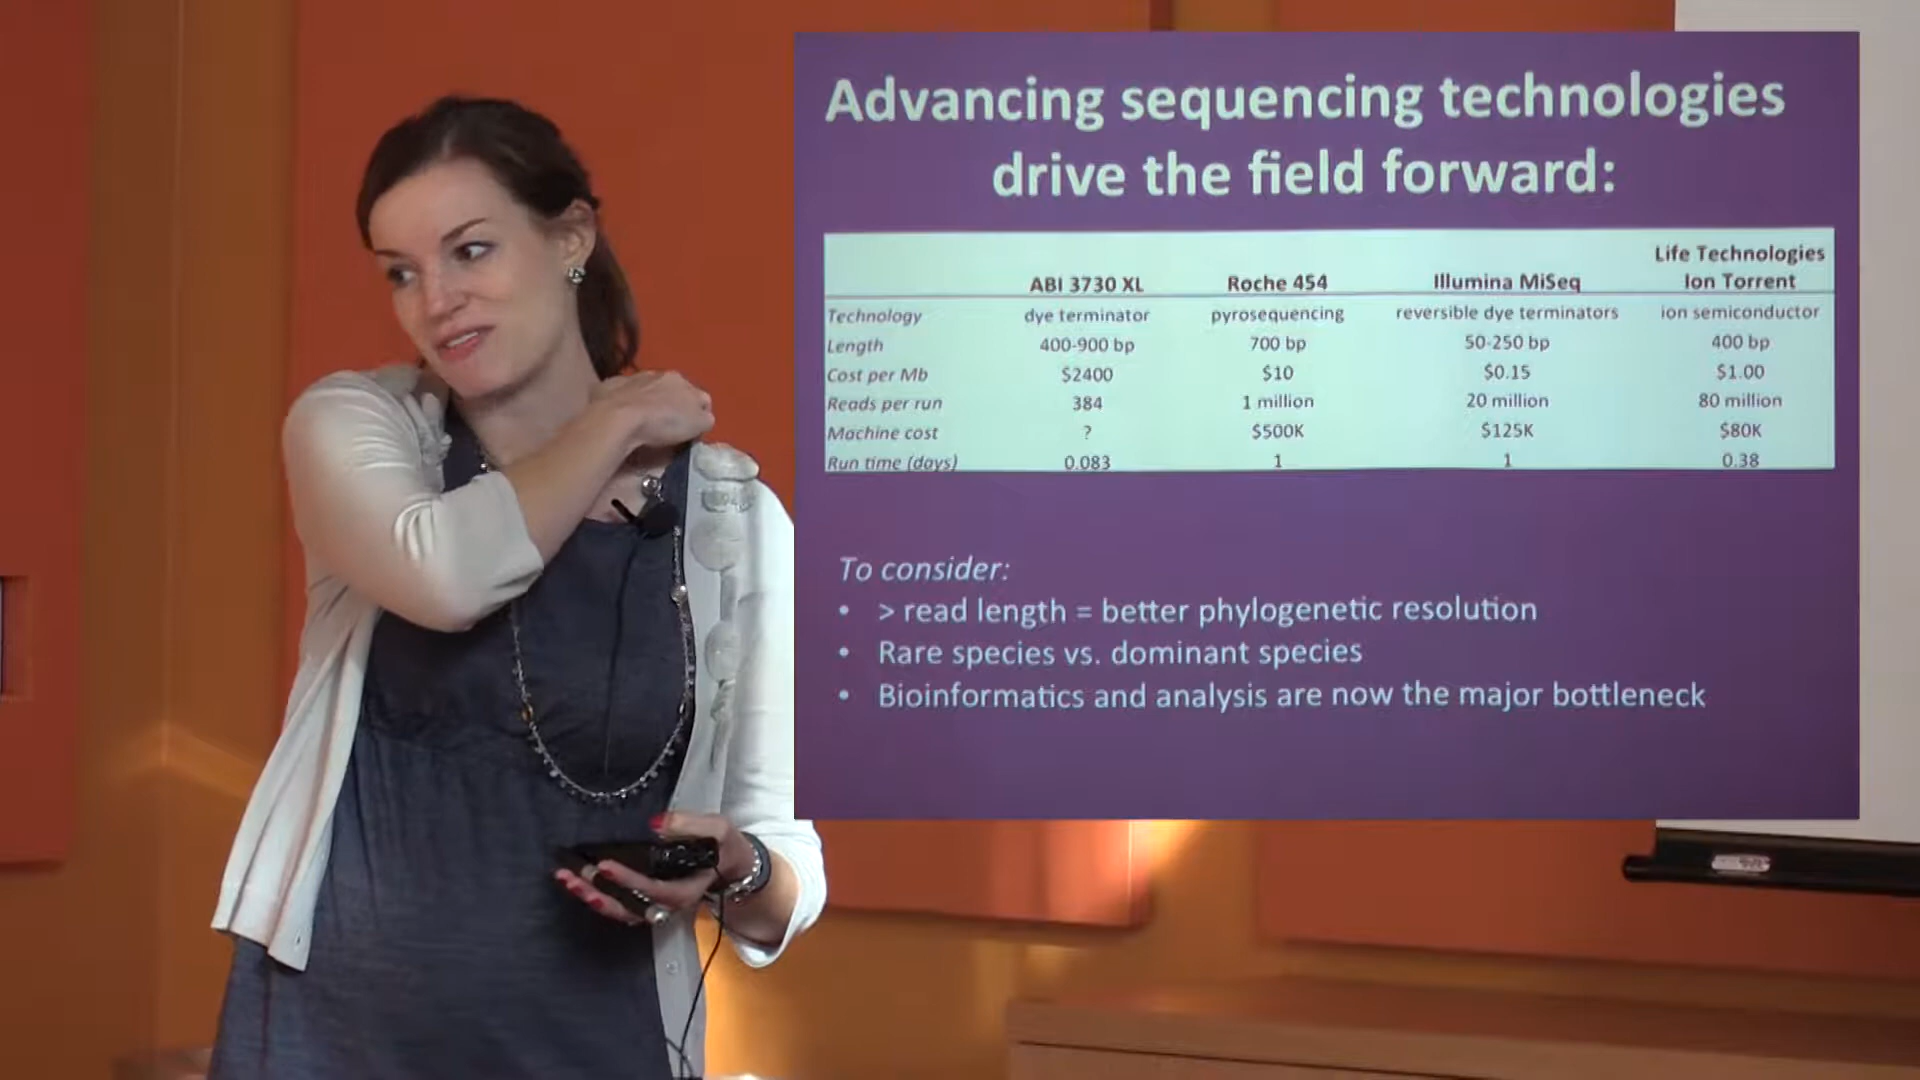 Advancing sequencing technologies
drive the field forward:
Life Technologies
ABI 3730 XL Roche 454 Illumina MiSeq Ion Torrent
Technology dye terminator pyrosequencing reversible dye terminators ion semiconductor
Length 400-900 bp 700 bp 50-250 bp 400 bp
Cost per Mb $2400 $10 $0.15 $1.00
Reads per run 384 1 million 20 million 80 million
Machine cost ? $500K $125K $80K
Run time (days) 0.083 1 1 0.38
To consider:
• > read length = better phylogenetic resolution
• Rare species vs. dominant species
• Bioinformatics and analysis are now the major bottleneck